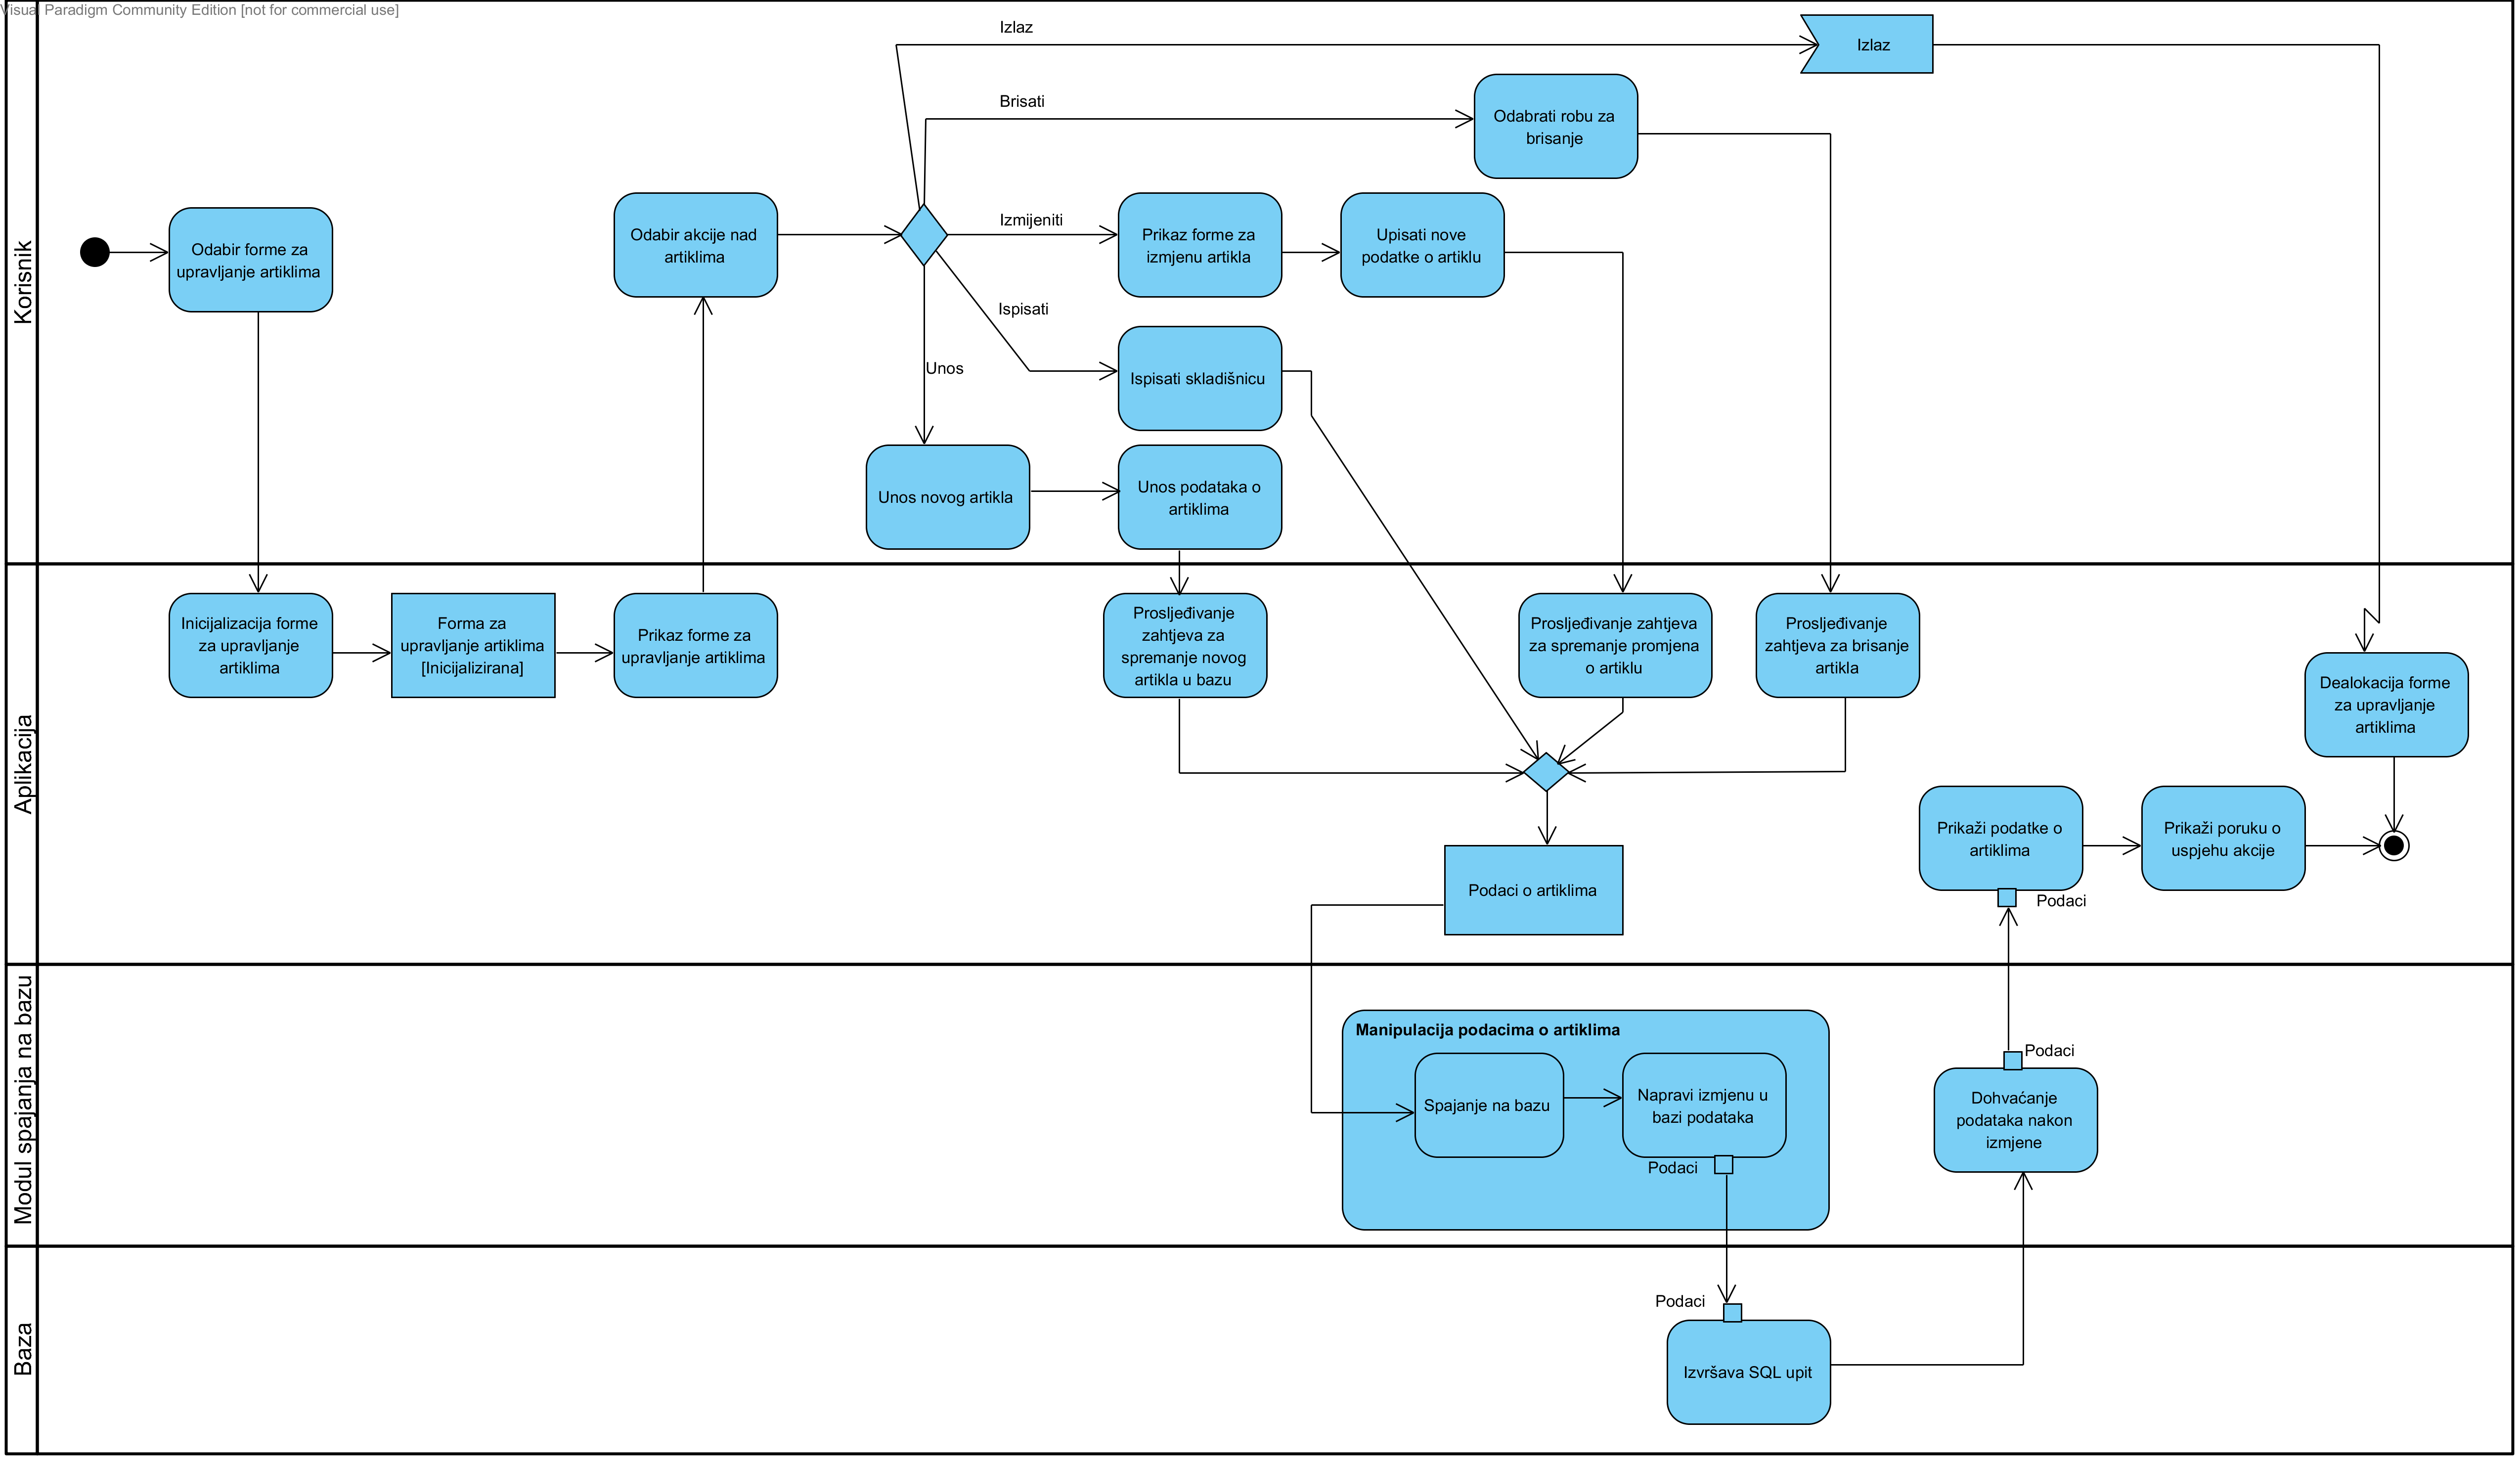 Visual Paradigm Community Edition [not for commercial use]
Korisnik
Izlaz
Izlaz
Brisati
Odabrati robu za
brisanje
Odabir forme za
upravljanje artiklima
Odabir akcije nad
artiklima
Izmijeniti
Prikaz forme za
izmjenu artikla
Upisati nove
podatke o artiklu
Ispisati
Ispisati skladišnicu
Unos
Unos novog artikla
Unos podataka o
artiklima
Aplikacija
Inicijalizacija forme
za upravljanje
artiklima
Forma za
upravljanje artiklima
[Inicijalizirana]
Prikaz forme za
upravljanje artiklima
Prosljeđivanje
zahtjeva za
spremanje novog
artikla u bazu
Prosljeđivanje zahtjeva
za spremanje promjena
o artiklu
Prosljeđivanje
zahtjeva za brisanje
artikla
Dealokacija forme
za upravljanje
artiklima
Podaci o artiklima
Prikaži podatke o
artiklima
Podaci
Prikaži poruku o
uspjehu akcije
Modul spajanja na bazu
Manipulacija podacima o artiklima
Spajanje na bazu
Napravi izmjenu u
bazi podataka
Podaci
Podaci
Dohvaćanje
podataka nakon
izmjene
Baza
Podaci
Izvršava SQL upit